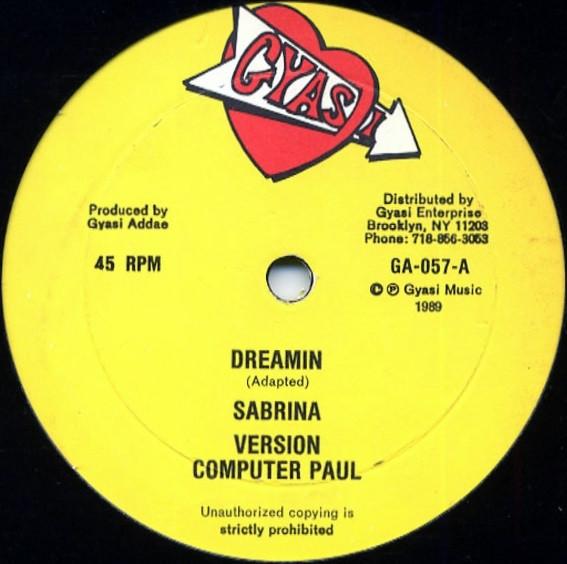 GYASI
Produced by
Gyasi Addae
45 RPM
Distributed by
Gyasi Enterprise
Brooklyn, NY 11203
Phone: 718-856-3053
GA-057-A
© ℗ Gyasi Music
1989
DREAMIN
(Adapted)
SABRINA
VERSION
COMPUTER PAUL
Unauthorized copying is
strictly prohibited